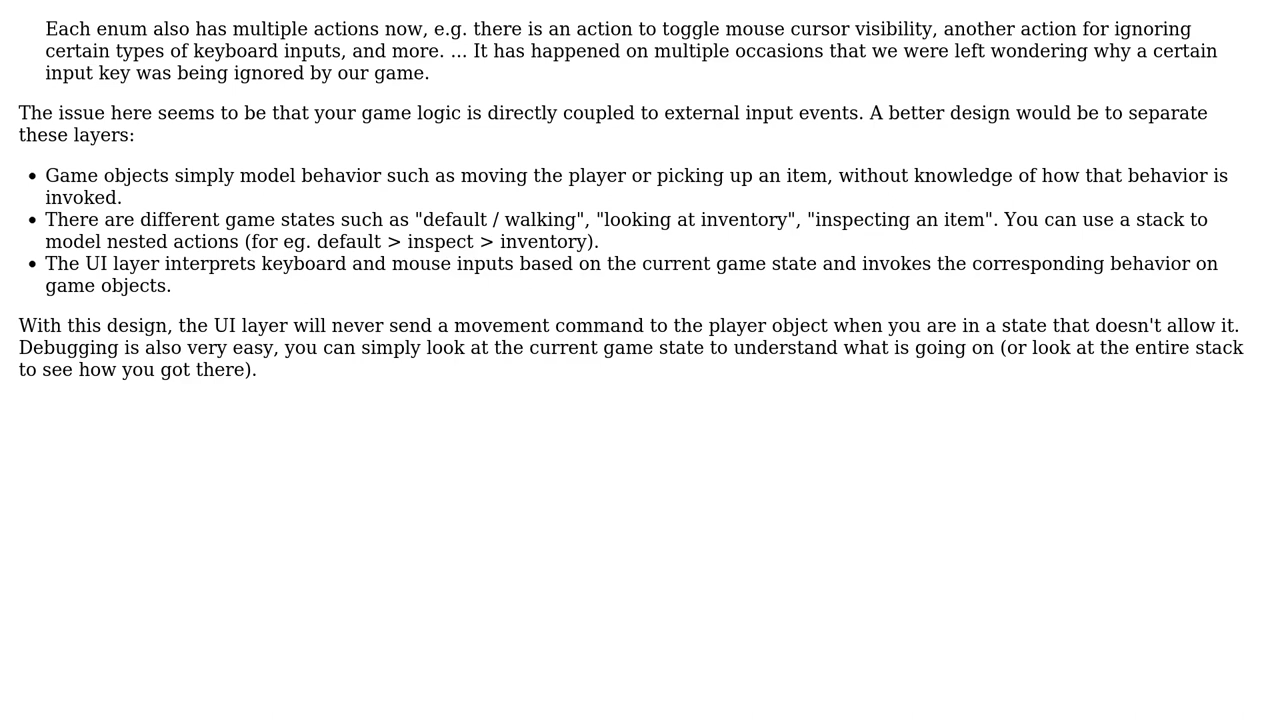 Each enum also has multiple actions now, e.g. there is an action to toggle mouse cursor visibility, another action for ignoring
certain types of keyboard inputs, and more. ... It has happened on multiple occasions that we were left wondering why a certain
input key was being ignored by our game.
The issue here seems to be that your game logic is directly coupled to external input events. A better design would be to separate
these layers:
• Game objects simply model behavior such as moving the player or picking up an item, without knowledge of how that behavior is
invoked.
• There are different game states such as "default / walking", "looking at inventory", "inspecting an item". You can use a stack to
model nested actions (for eg. default > inspect > inventory).
• The UI layer interprets keyboard and mouse inputs based on the current game state and invokes the corresponding behavior on
game objects.
With this design, the UI layer will never send a movement command to the player object when you are in a state that doesn't allow it.
Debugging is also very easy, you can simply look at the current game state to understand what is going on (or look at the entire stack
to see how you got there).